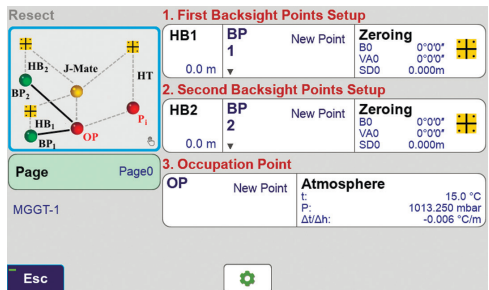 Resect
HB2
J-Mate
HT
BP2
HB1
OP
Pi
BP1
Page
Page0
MGGT-1
Esc
1. First Backsight Points Setup
HB1
0.0 m
BP
1
New Point
Zeroing
B0 0°0'0"
VA0 0°0'0"
SD0 0.000m
2. Second Backsight Points Setup
HB2
0.0 m
BP
2
New Point
Zeroing
B0 0°0'0"
VA0 0°0'0"
SD0 0.000m
3. Occupation Point
OP
New Point
Atmosphere
t: 15.0 °C
P: 1013.250 mbar
Δt/Δh: -0.006 °C/m